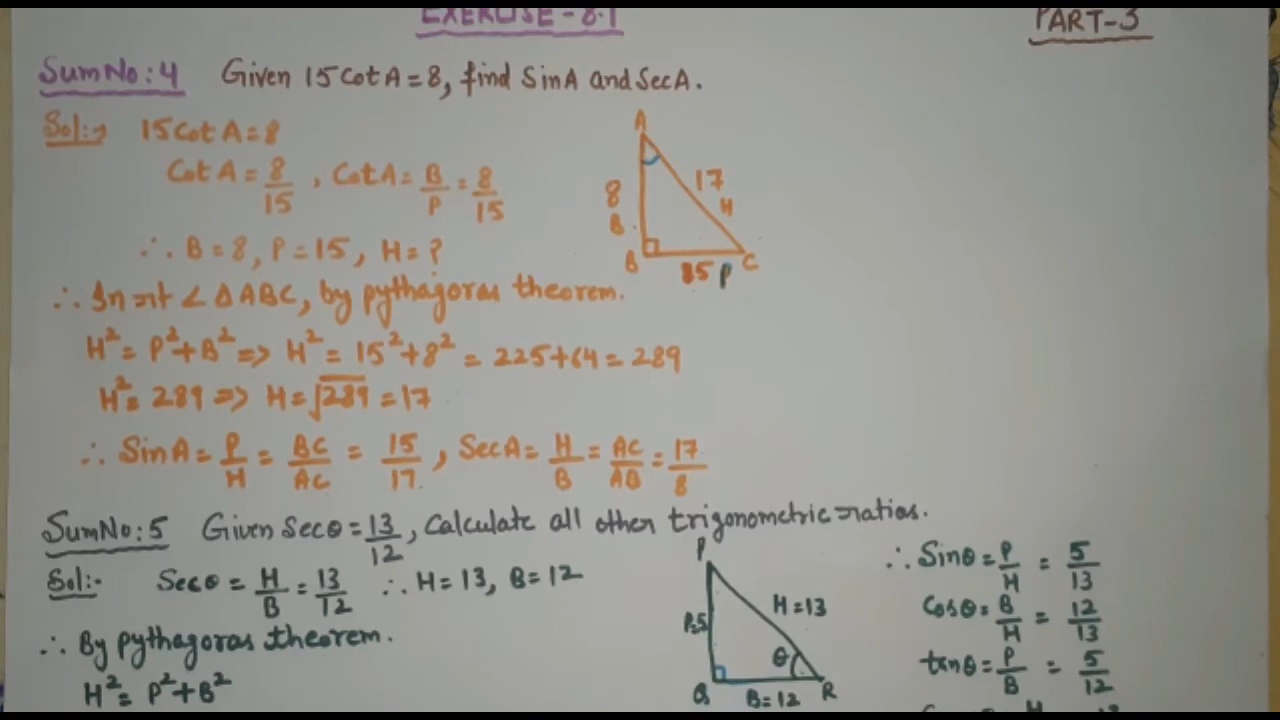 EXERCISE-8.1
PART-3
Sum No:4 Given 15 Cot A = 8, find Sin A and Sec A.
Sol:- 15 Cot A = 8
Cot A = 8/15, Cot A = B/P = 8/15
∴ B = 8, P = 15, H = ?
∴ In rt ∠ ΔABC, by pythagoras theorem.
H² = P² + B² => H² = 15² + 8² = 225 + 64 = 289
H² = 289 => H = √289 = 17
∴ Sin A = P/H = BC/AC = 15/17, Sec A = H/B = AC/AB = 17/8
A
8
B
17
H
B
15 P
C
Sum No:5 Given Sec θ = 13/12, Calculate all other trigonometric ratios.
Sol:- Sec θ = H/B = 13/12 ∴ H = 13, B = 12
∴ By pythagoras theorem.
H² = P² + B²
P
P=5
H=13
θ
Q
B=12
R
∴ Sin θ = P/H = 5/13
Cos θ = B/H = 12/13
tan θ = P/B = 5/12